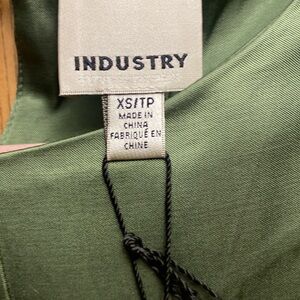 INDUSTRY
XS/TP
MADE IN
CHINA
FABRIQUÉ EN
CHINE